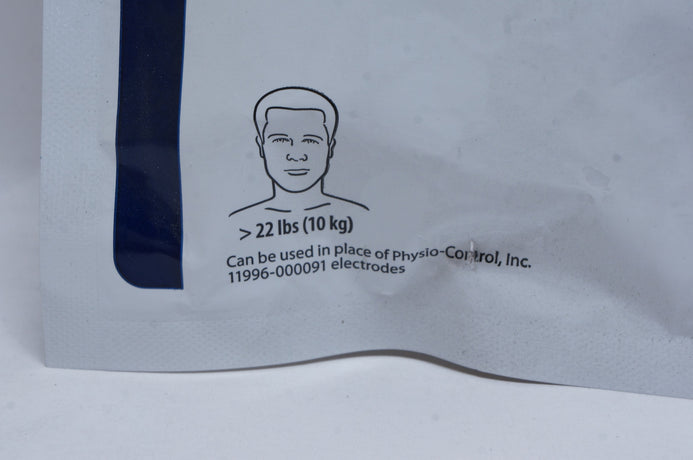 > 22 lbs (10 kg)
Can be used in place of Physio-Control, Inc.
11996-000091 electrodes